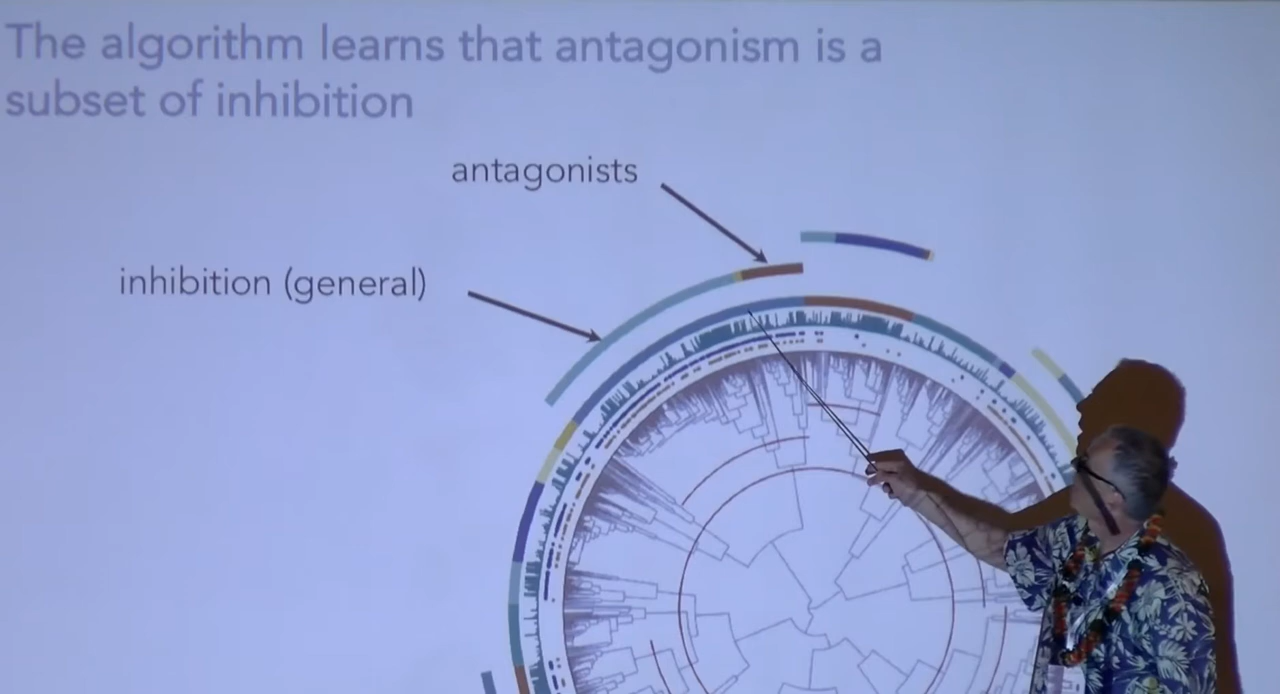 The algorithm learns that antagonism is a
subset of inhibition
antagonists
inhibition (general)